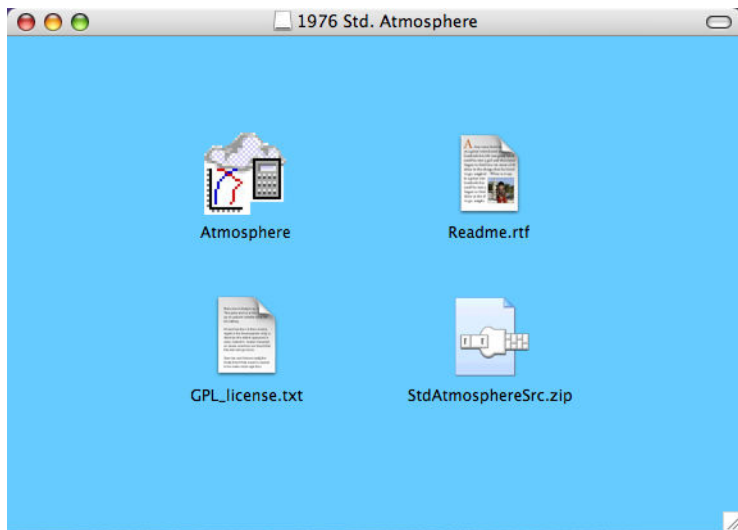 1976 Std. Atmosphere
Atmosphere
Readme.rtf
GPL_license.txt
StdAtmosphereSrc.zip